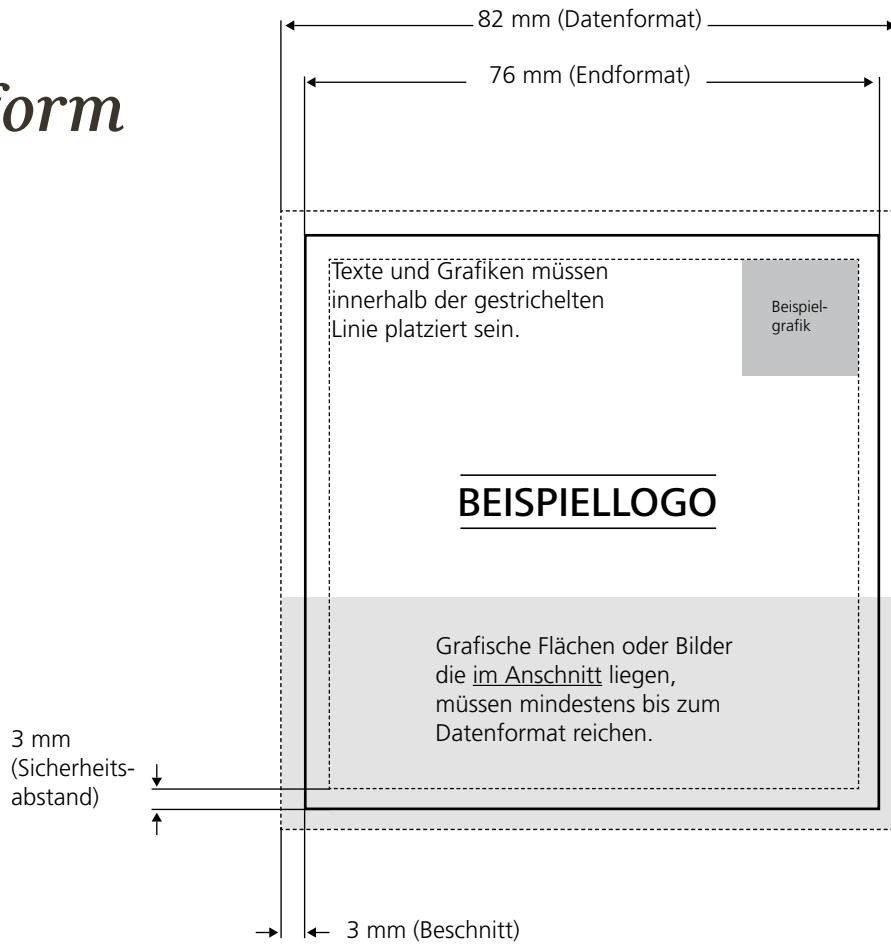 82 mm (Datenformat)
76 mm (Endformat)
form
Texte und Grafiken müssen
innerhalb der gestrichelten
Linie platziert sein.
Beispiel-
grafik
BEISPIELLOGO
Grafische Flächen oder Bilder
die im Anschnitt liegen,
müssen mindestens bis zum
Datenformat reichen.
3 mm
(Sicherheits-
abstand)
3 mm (Beschnitt)